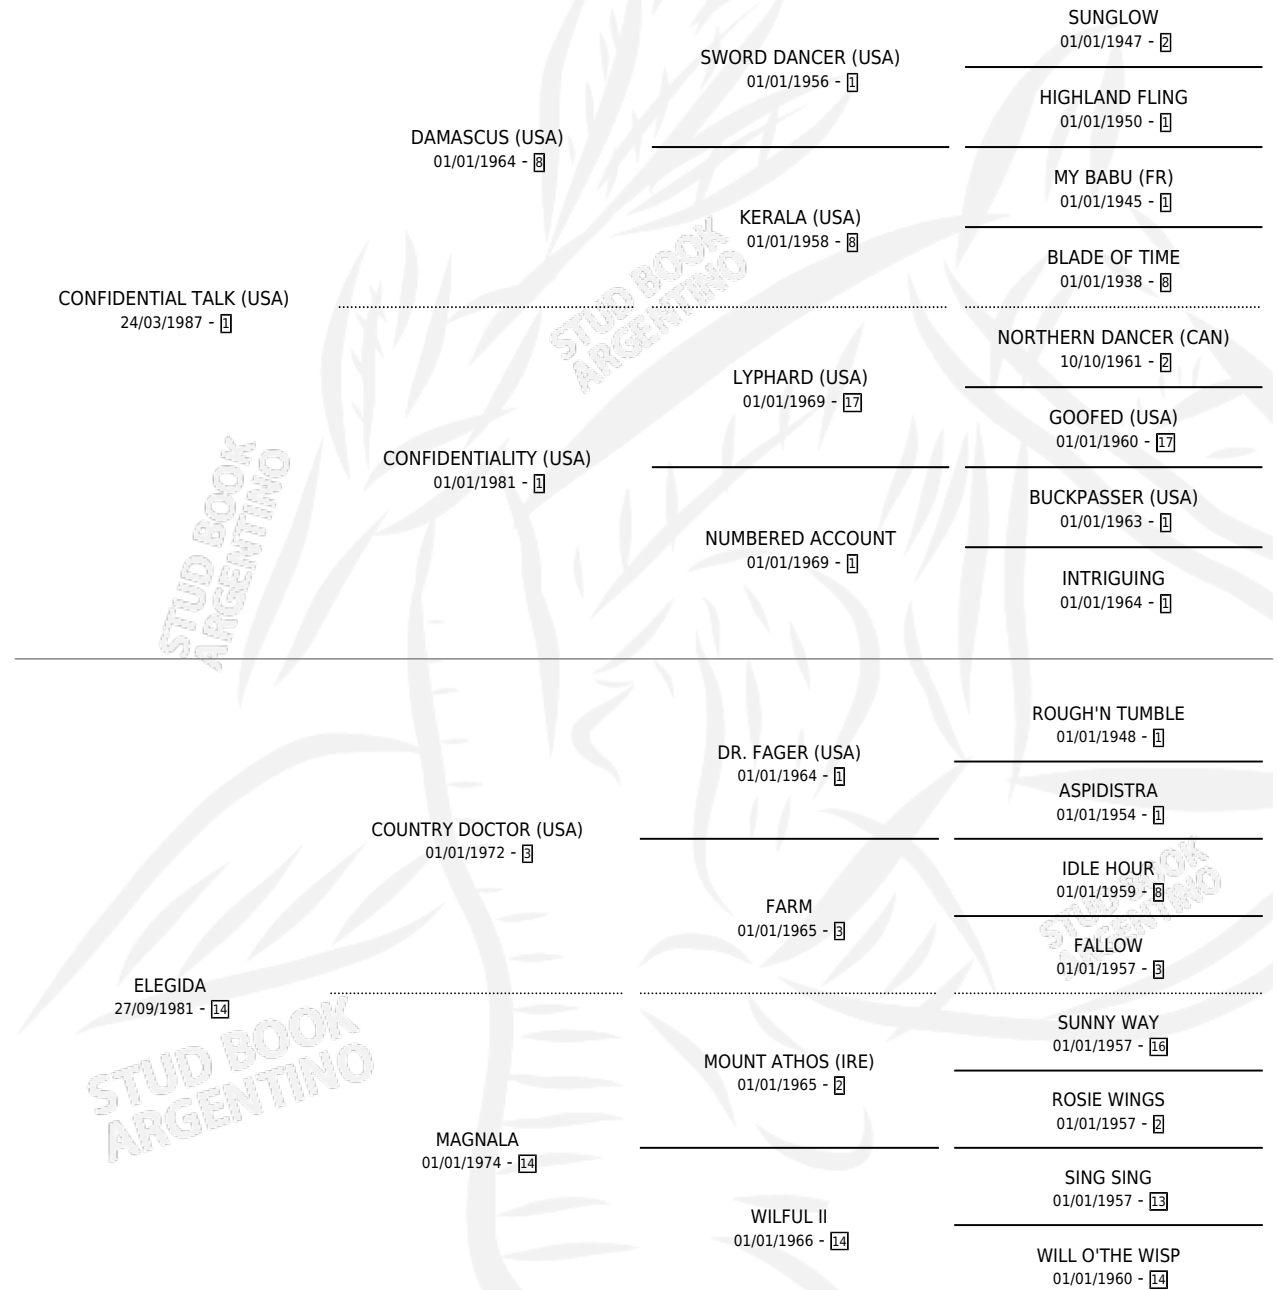 SUNGLOW
01/01/1947 - 2
SWORD DANCER (USA)
01/01/1956 - 1
HIGHLAND FLING
01/01/1950 - 1
DAMASCUS (USA)
01/01/1964 - 8
MY BABU (FR)
01/01/1945 - 1
KERALA (USA)
01/01/1958 - 8
BLADE OF TIME
01/01/1938 - 8
CONFIDENTIAL TALK (USA)
24/03/1987 - 1
NORTHERN DANCER (CAN)
10/10/1961 - 2
LYPHARD (USA)
01/01/1969 - 17
GOOFED (USA)
01/01/1960 - 17
CONFIDENTIALITY (USA)
01/01/1981 - 1
BUCKPASSER (USA)
01/01/1963 - 1
NUMBERED ACCOUNT
01/01/1969 - 1
INTRIGUING
01/01/1964 - 1
STUD BOOK
ARGENTINO
STUD BOOK
ARGENTINO
ROUGH'N TUMBLE
01/01/1948 - 1
DR. FAGER (USA)
01/01/1964 - 1
ASPIDISTRA
01/01/1954 - 1
COUNTRY DOCTOR (USA)
01/01/1972 - 3
IDLE HOUR
01/01/1959 - 8
FARM
01/01/1965 - 3
FALLOW
01/01/1957 - 3
ELEGIDA
27/09/1981 - 14
SUNNY WAY
01/01/1957 - 16
MOUNT ATHOS (IRE)
01/01/1965 - 2
ROSIE WINGS
01/01/1957 - 2
MAGNALA
01/01/1974 - 14
SING SING
01/01/1957 - 13
WILFUL II
01/01/1966 - 14
WILL O'THE WISP
01/01/1960 - 14
STUD BOOK
ARGENTINO
STUD BOOK
ARGENTINO